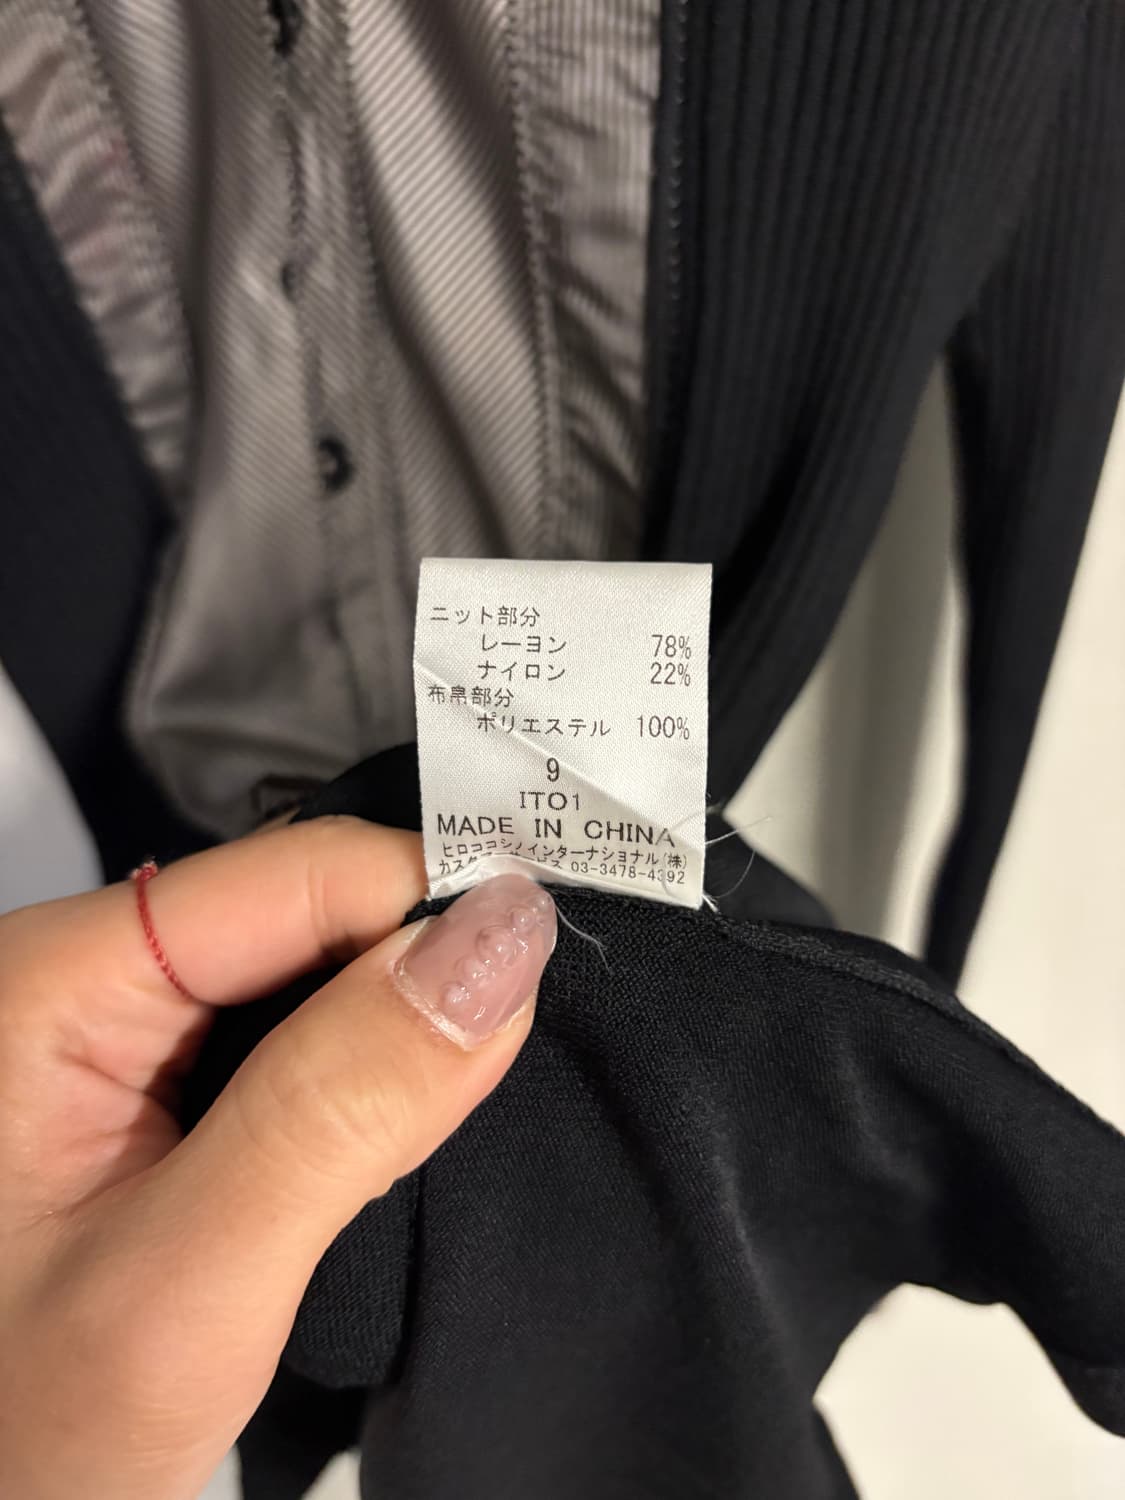 ニット部分
レーヨン 78%
ナイロン 22%
布帛部分
ポリエステル 100%
9
ITO1
MADE IN CHINA
ヒロココシノインターナショナル(株)
03-3478-4392